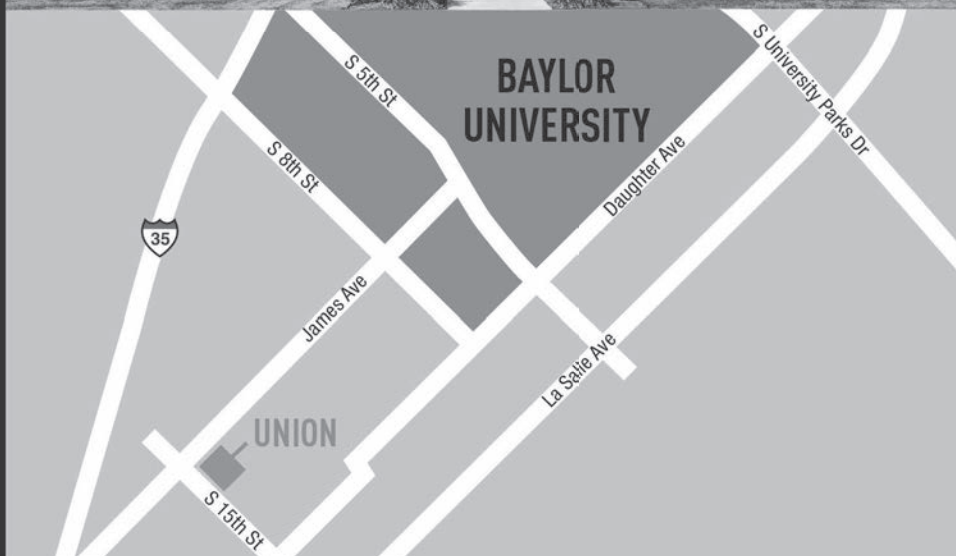 BAYLOR
UNIVERSITY
S 5th St
S University Parks Dr
S 8th St
Daughter Ave
35
James Ave
La Salle Ave
UNION
S 15th St